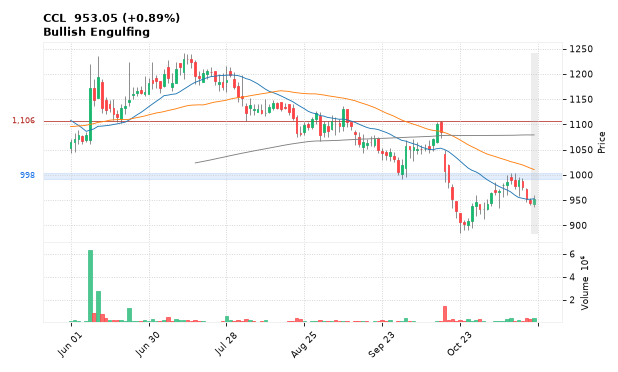 CCL 953.05 (+0.89%)
Bullish Engulfing
1250
1200
1150
1,106
1100
1050
998
1000
950
900
Price
6
4
2
Volume 10⁶
Jun 01
Jun 30
Jul 28
Aug 25
Sep 23
Oct 23